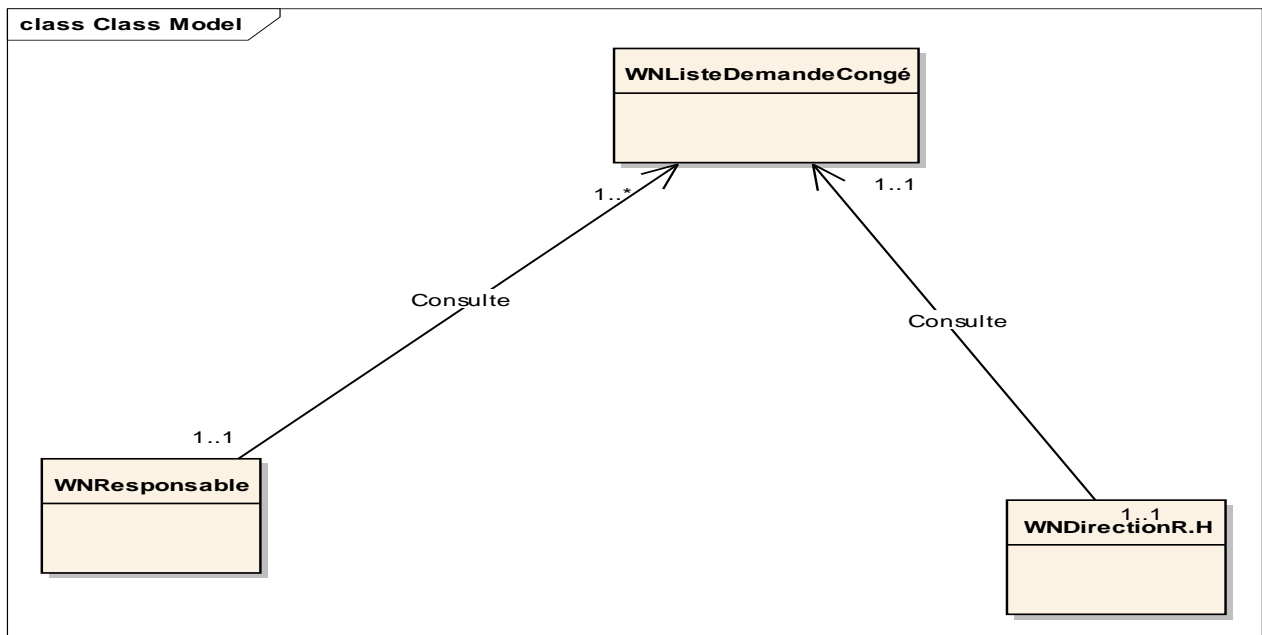 class Class Model
WNListeDemandeCongé
1..*
1..1
Consulte
Consulte
1..1
WNResponsable
1..1
WNDirectionR.H